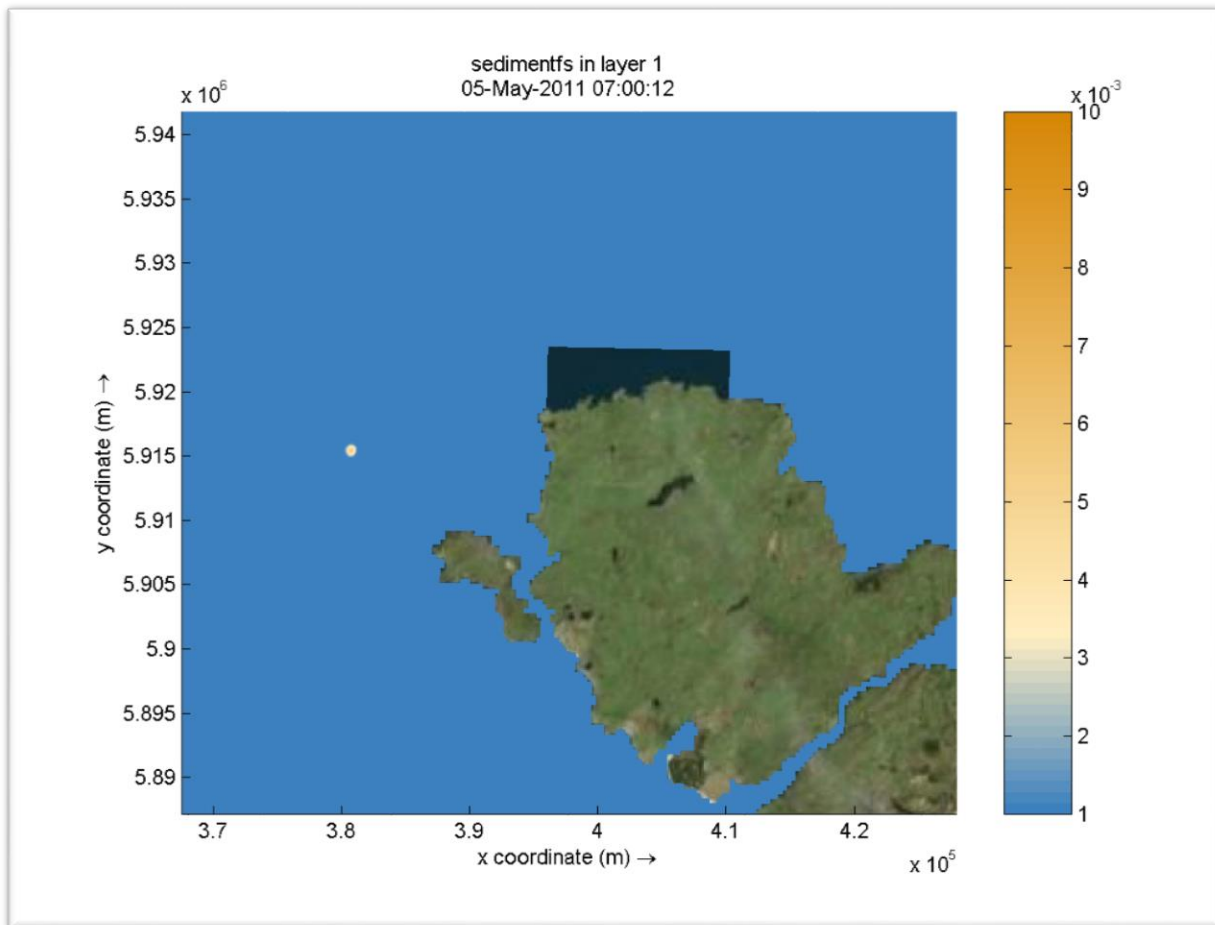 sedimentfs in layer 1
05-May-2011 07:00:12
x 10^6
x 10^-3
5.94
5.935
5.93
5.925
5.92
5.915
5.91
5.905
5.9
5.895
5.89
y coordinate (m) →
3.7 3.8 3.9 4 4.1 4.2
x coordinate (m) →
x 10^5
10
9
8
7
6
5
4
3
2
1